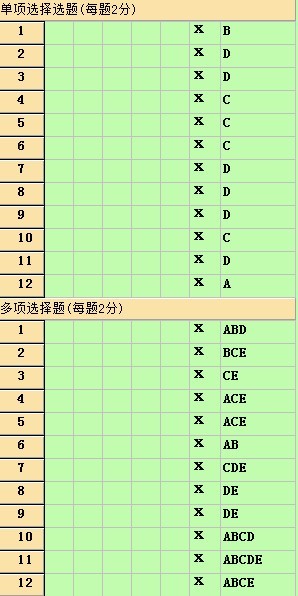 单项选择选题(每题2分)
1 X B
2 X D
3 X D
4 X C
5 X C
6 X C
7 X D
8 X D
9 X D
10 X C
11 X D
12 X A
多项选择题(每题2分)
1 X ABD
2 X BCE
3 X CE
4 X ACE
5 X ACE
6 X AB
7 X CDE
8 X DE
9 X DE
10 X ABCD
11 X ABCDE
12 X ABCE